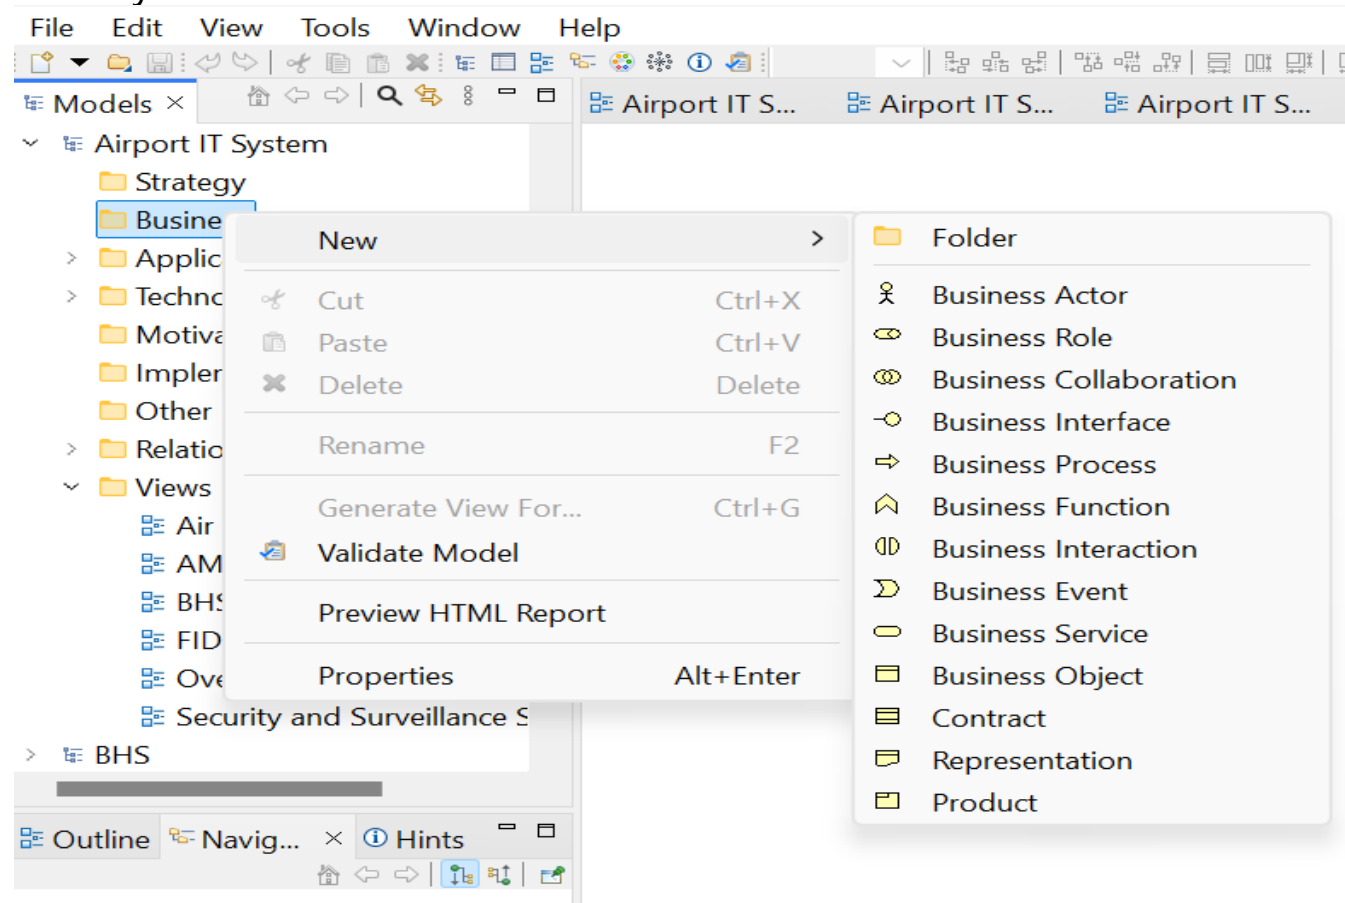 File Edit View Tools Window Help
Models
Airport IT S... Airport IT S... Airport IT S...
Airport IT System
Strategy
Busine
Applic
Techno
Motiva
Impler
Other
Relatio
Views
Air
AM
BHS
FID
Ove
Security and Surveillance S
BHS
New
Cut Ctrl+X
Paste Ctrl+V
Delete Delete
Rename F2
Generate View For... Ctrl+G
Validate Model
Preview HTML Report
Properties Alt+Enter
Folder
Business Actor
Business Role
Business Collaboration
Business Interface
Business Process
Business Function
Business Interaction
Business Event
Business Service
Business Object
Contract
Representation
Product
Outline Navig... Hints